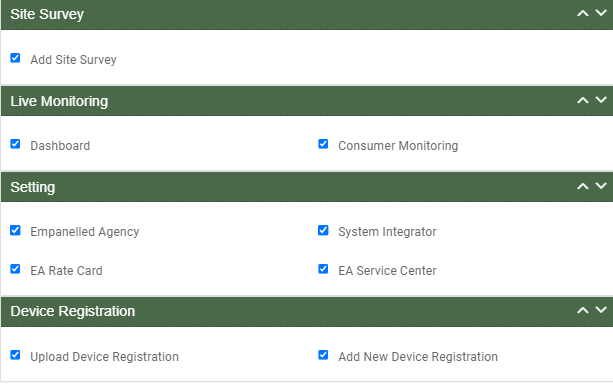 Site Survey
Add Site Survey
Live Monitoring
Dashboard Consumer Monitoring
Setting
Empanelled Agency System Integrator
EA Rate Card EA Service Center
Device Registration
Upload Device Registration Add New Device Registration